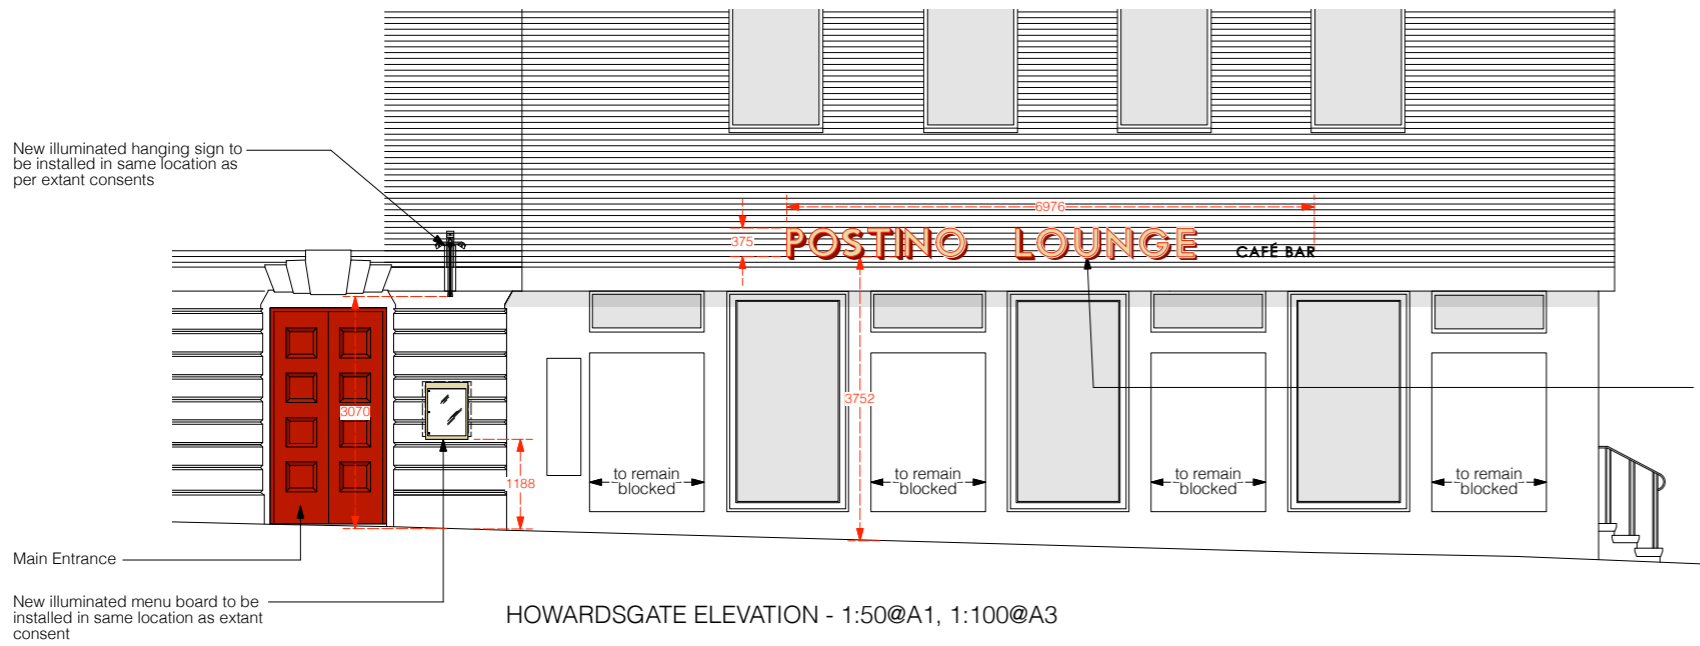 New illuminated hanging sign to
be installed in same location as
per extant consents
6976
375
POSTINO LOUNGE CAFÉ BAR
3070
3752
1188
to remain
blocked
to remain
blocked
to remain
blocked
to remain
blocked
Main Entrance
New illuminated menu board to be
installed in same location as extant
consent
HOWARDSGATE ELEVATION - 1:50@A1, 1:100@A3